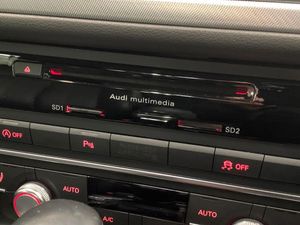 Audi multimedia
SD1
SD2
OFF
P
OFF
AUTO
AUTO
A/C